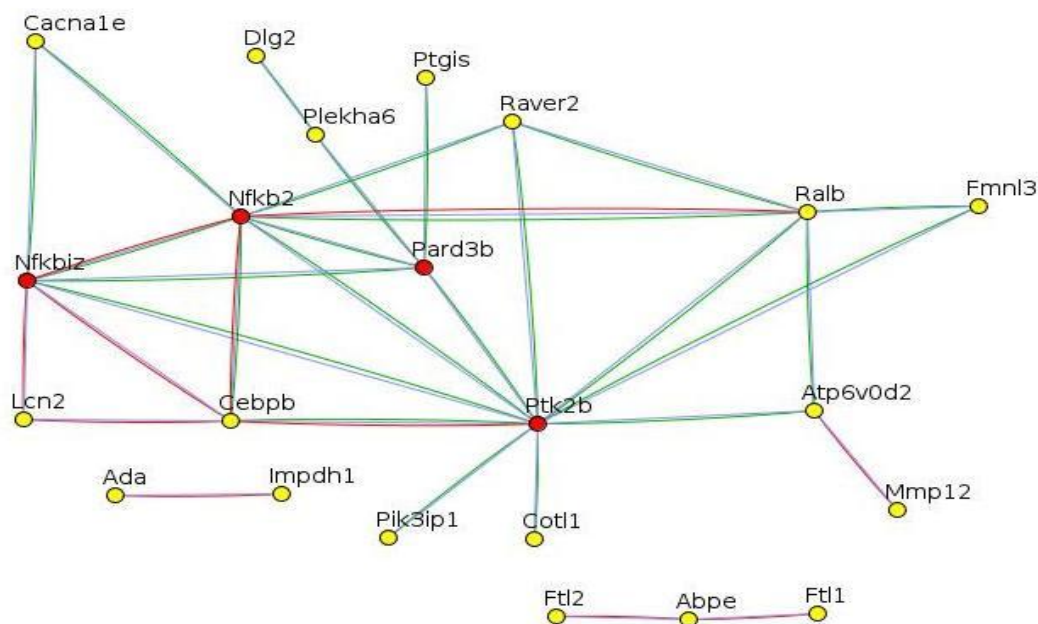 Cacna1e
Dlg2
Ptgis
Plekha6
Raver2
Nfkb2
Ralb
Fmnl3
Pard3b
Nfkbiz
Lcn2
Cebpb
Ptk2b
Atp6v0d2
Ada
Impdh1
Pik3ip1
Cotl1
Mmp12
Ftl2
Abpe
Ftl1